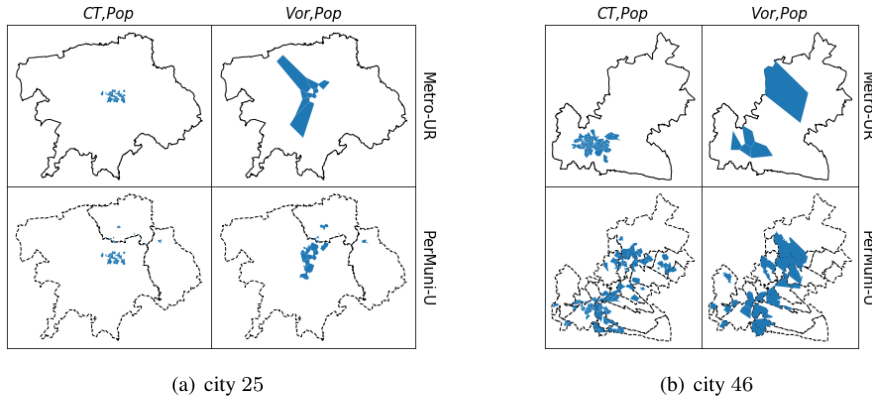 CT,Pop Vor,Pop
Metro-UR
PerMuni-U
(a) city 25
CT,Pop Vor,Pop
Metro-UR
PerMuni-U
(b) city 46